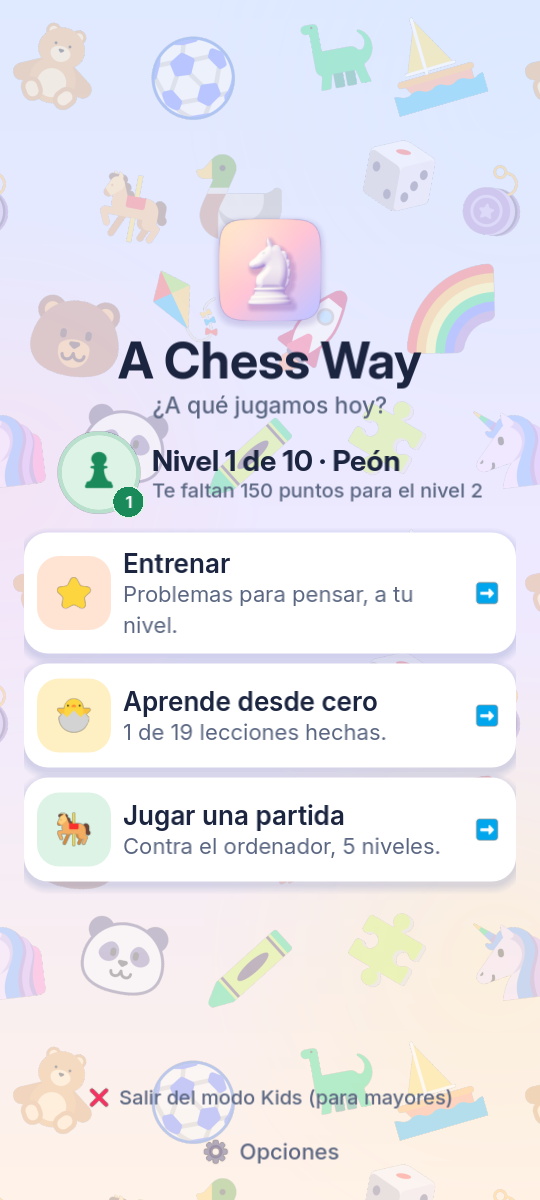 A Chess Way
¿A qué jugamos hoy?
Nivel 1 de 10 · Peón
1
Te faltan 150 puntos para el nivel 2
Entrenar
Problemas para pensar, a tu
nivel.
Aprende desde cero
1 de 19 lecciones hechas.
Jugar una partida
Contra el ordenador, 5 niveles.
Salir del modo Kids (para mayores)
Opciones